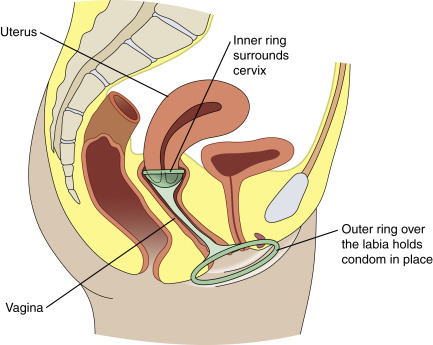 Uterus
Inner ring
surrounds
cervix
Outer ring over
the labia holds
condom in place
Vagina